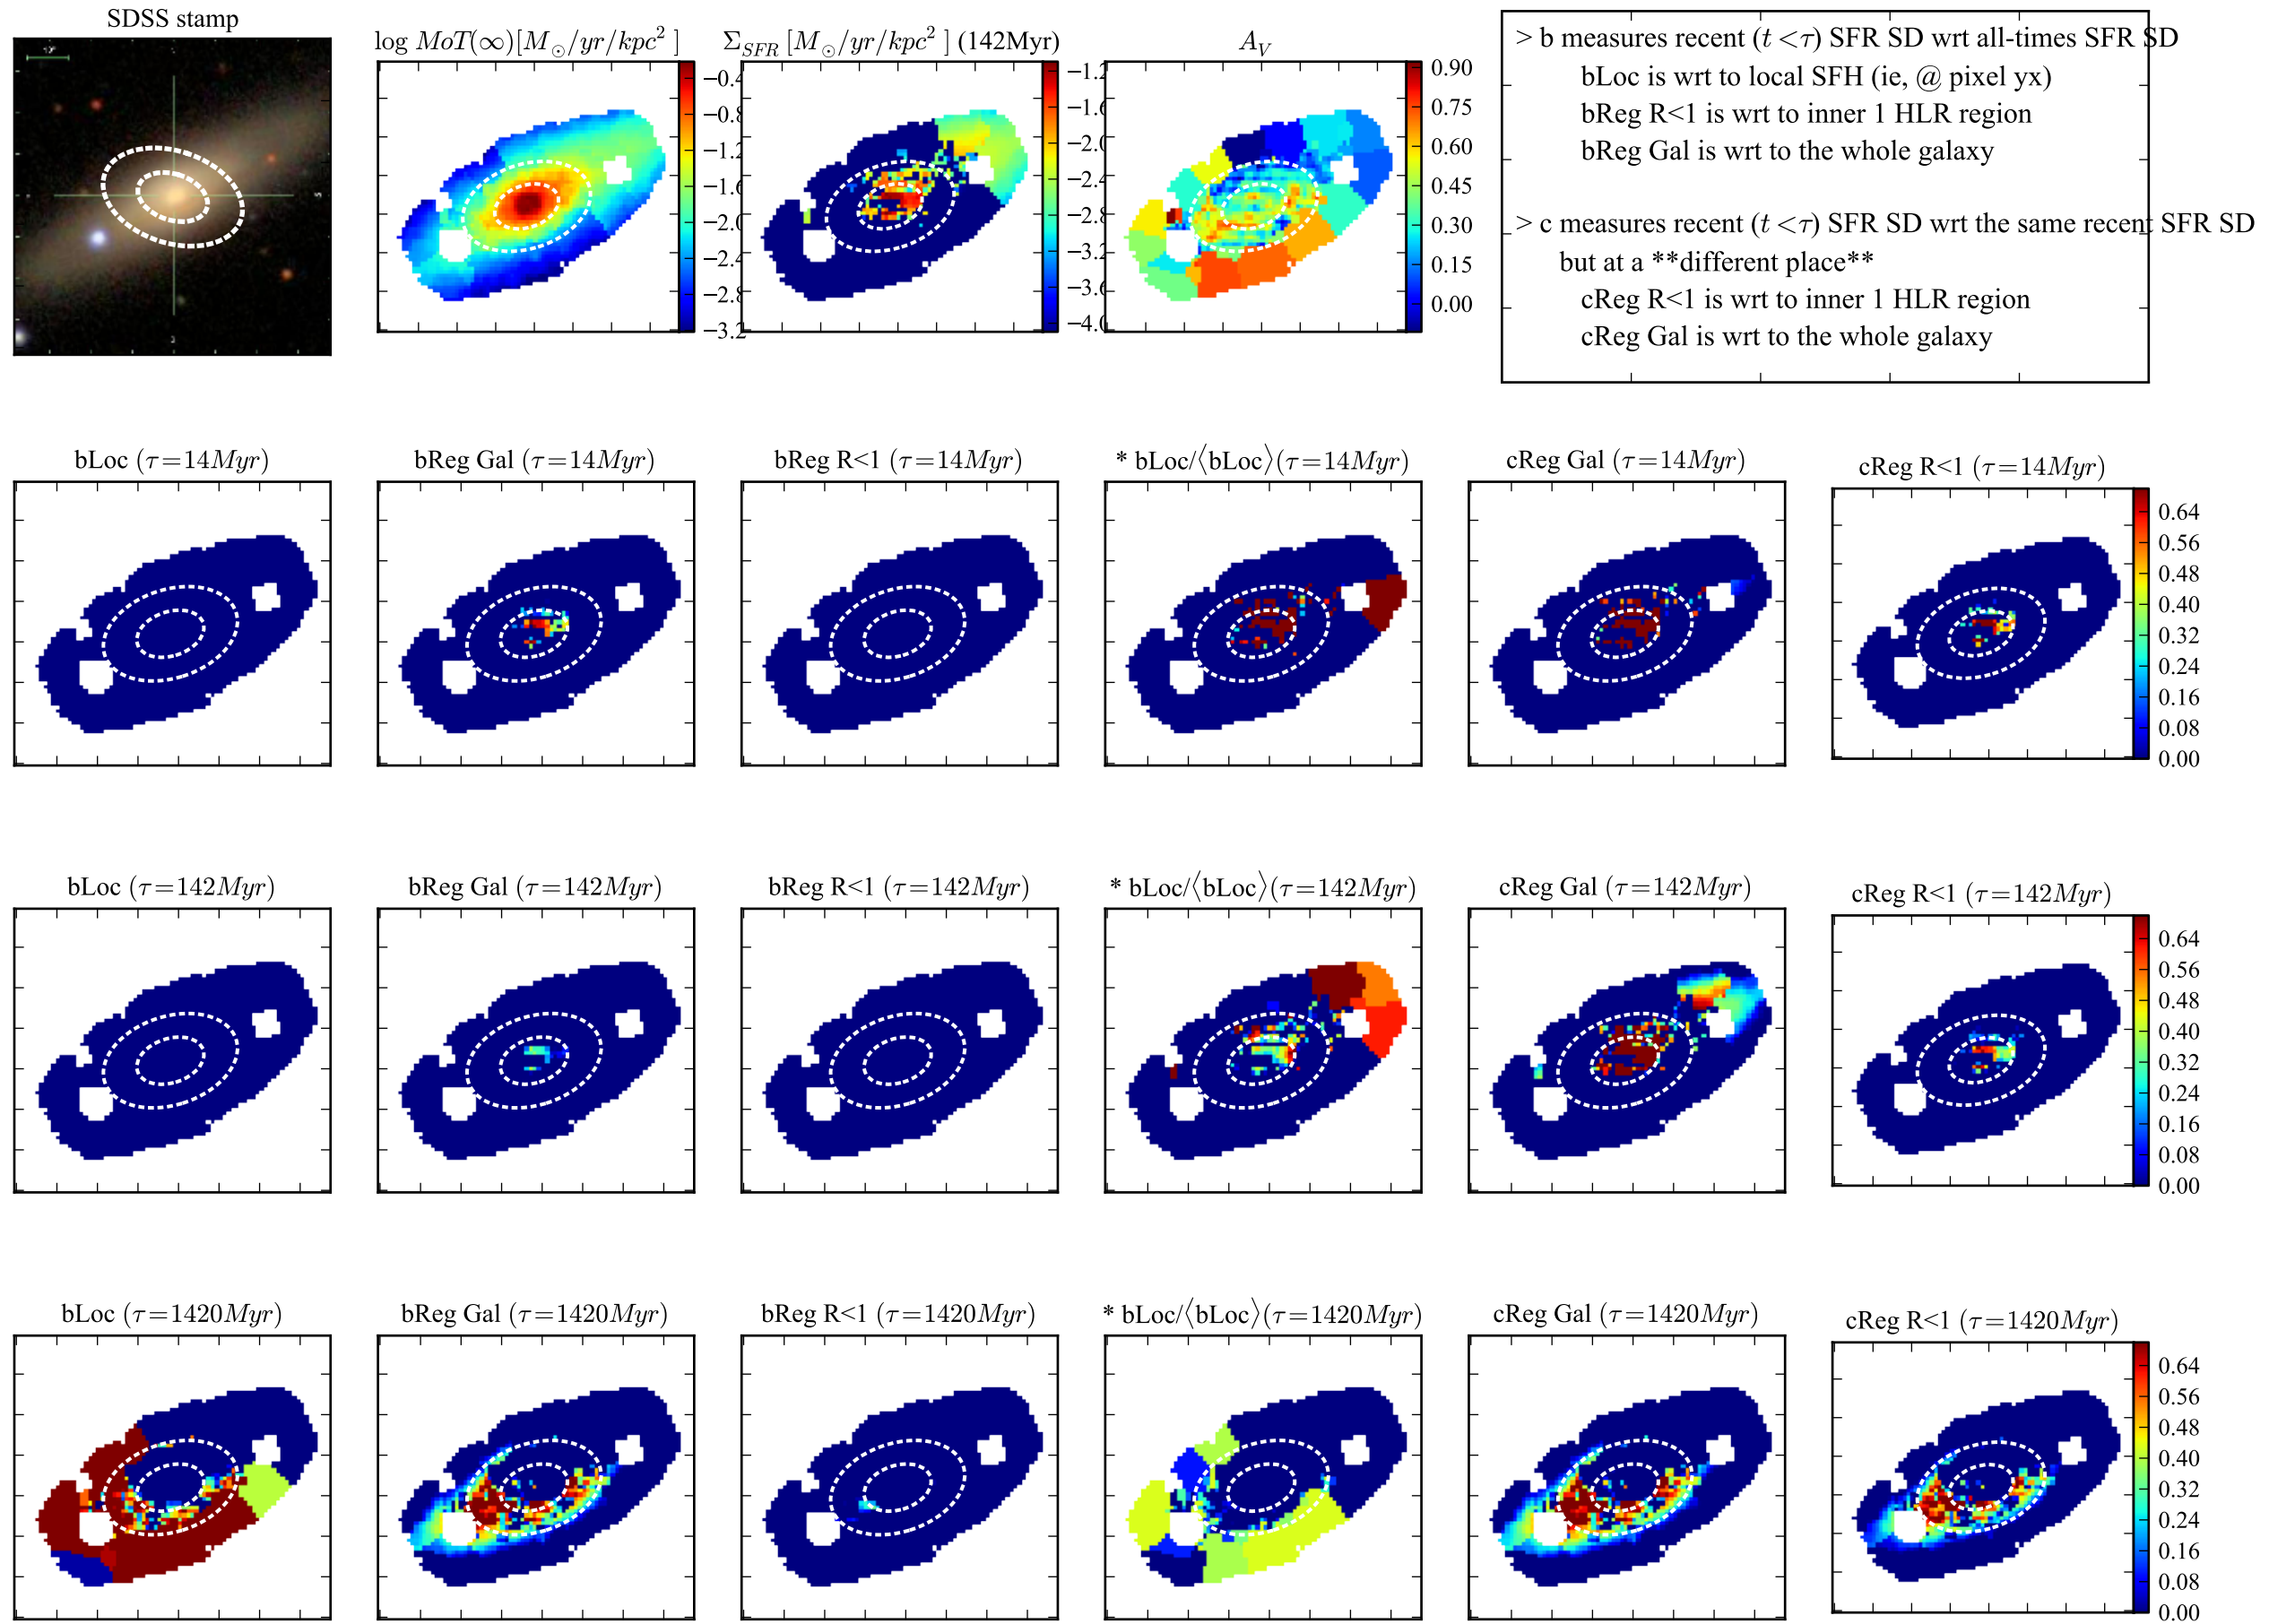 SDSS stamp
log MoT(∞)[M⊙/yr/kpc² ]
Σ_SFR [M⊙/yr/kpc² ] (142Myr)
A_V
−0.4
−0.8
−1.2
−1.6
−2.0
−2.4
−2.8
−3.2
−1.2
−1.6
−2.0
−2.4
−2.8
−3.2
−3.6
−4.0
0.90
0.75
0.60
0.45
0.30
0.15
0.00
> b measures recent (t <τ) SFR SD wrt all-times SFR SD
bLoc is wrt to local SFH (ie, @ pixel yx)
bReg R<1 is wrt to inner 1 HLR region
bReg Gal is wrt to the whole galaxy
> c measures recent (t <τ) SFR SD wrt the same recent SFR SD
but at a **different place**
cReg R<1 is wrt to inner 1 HLR region
cReg Gal is wrt to the whole galaxy
bLoc (τ=14Myr)
bReg Gal (τ=14Myr)
bReg R<1 (τ=14Myr)
* bLoc/⟨bLoc⟩(τ=14Myr)
cReg Gal (τ=14Myr)
cReg R<1 (τ=14Myr)
0.64
0.56
0.48
0.40
0.32
0.24
0.16
0.08
0.00
bLoc (τ=142Myr)
bReg Gal (τ=142Myr)
bReg R<1 (τ=142Myr)
* bLoc/⟨bLoc⟩(τ=142Myr)
cReg Gal (τ=142Myr)
cReg R<1 (τ=142Myr)
0.64
0.56
0.48
0.40
0.32
0.24
0.16
0.08
0.00
bLoc (τ=1420Myr)
bReg Gal (τ=1420Myr)
bReg R<1 (τ=1420Myr)
* bLoc/⟨bLoc⟩(τ=1420Myr)
cReg Gal (τ=1420Myr)
cReg R<1 (τ=1420Myr)
0.64
0.56
0.48
0.40
0.32
0.24
0.16
0.08
0.00